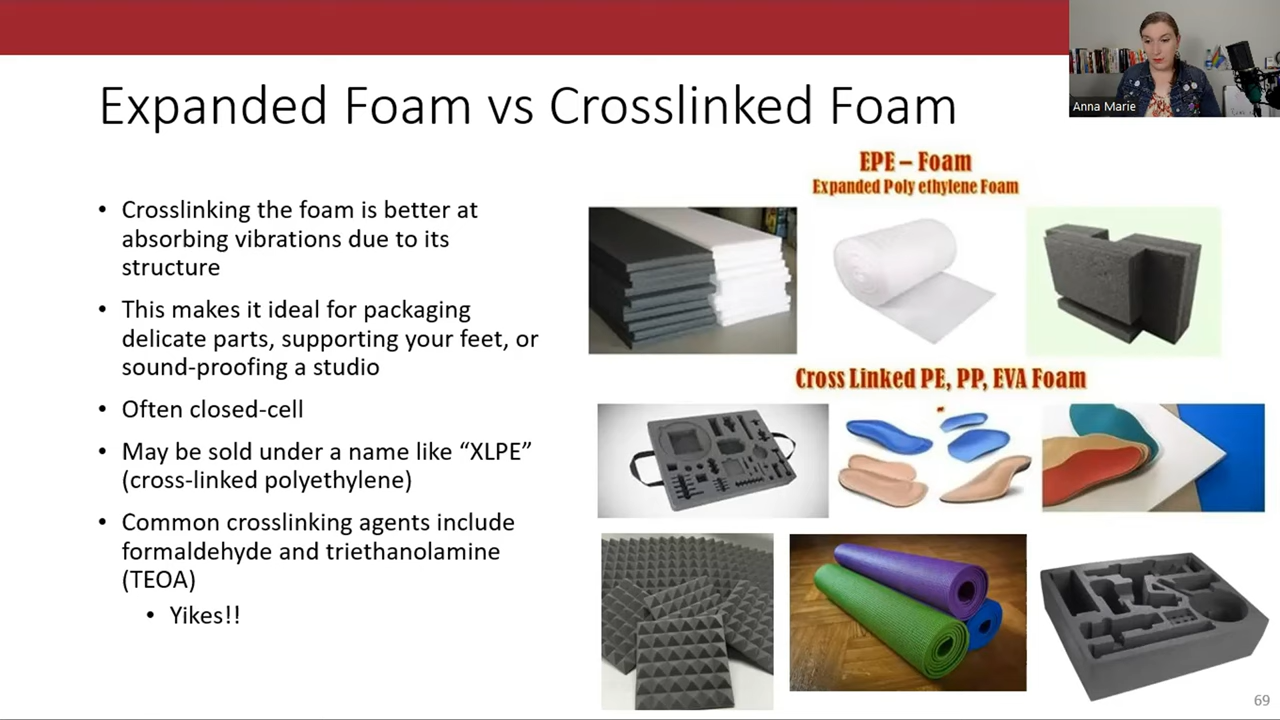 Anna Marie
Expanded Foam vs Crosslinked Foam
• Crosslinking the foam is better at
absorbing vibrations due to its
structure
• This makes it ideal for packaging
delicate parts, supporting your feet, or
sound-proofing a studio
• Often closed-cell
• May be sold under a name like “XLPE”
(cross-linked polyethylene)
• Common crosslinking agents include
formaldehyde and triethanolamine
(TEOA)
• Yikes!!
EPE – Foam
Expanded Poly ethylene Foam
Cross Linked PE, PP, EVA Foam
69